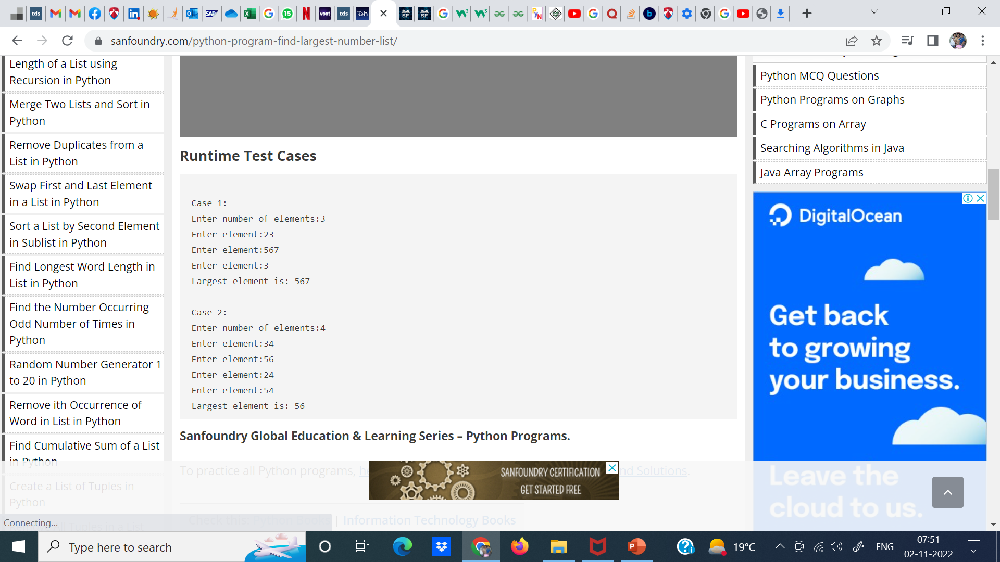 tds
15
voot
tds
SF
SF
sanfoundry.com/python-program-find-largest-number-list/
Length of a List using
Recursion in Python
Merge Two Lists and Sort in
Python
Remove Duplicates from a
List in Python
Swap First and Last Element
in a List in Python
Sort a List by Second Element
in Sublist in Python
Find Longest Word Length in
List in Python
Find the Number Occurring
Odd Number of Times in
Python
Random Number Generator 1
to 20 in Python
Remove ith Occurrence of
Word in List in Python
Find Cumulative Sum of a List
in Python
Create a List of Tuples in
Python
Connecting...
Runtime Test Cases
Case 1:
Enter number of elements:3
Enter element:23
Enter element:567
Enter element:3
Largest element is: 567
Case 2:
Enter number of elements:4
Enter element:34
Enter element:56
Enter element:24
Enter element:54
Largest element is: 56
Sanfoundry Global Education & Learning Series – Python Programs.
To practice all Python programs,
Solutions.
SANFOUNDRY CERTIFICATION
GET STARTED FREE
Check this: Python Books | Information Technology Books
Python MCQ Questions
Python Programs on Graphs
C Programs on Array
Searching Algorithms in Java
Java Array Programs
DigitalOcean
Get back
to growing
your business.
Leave the
cloud to us.
Type here to search
19°C
ENG
07:51
02-11-2022